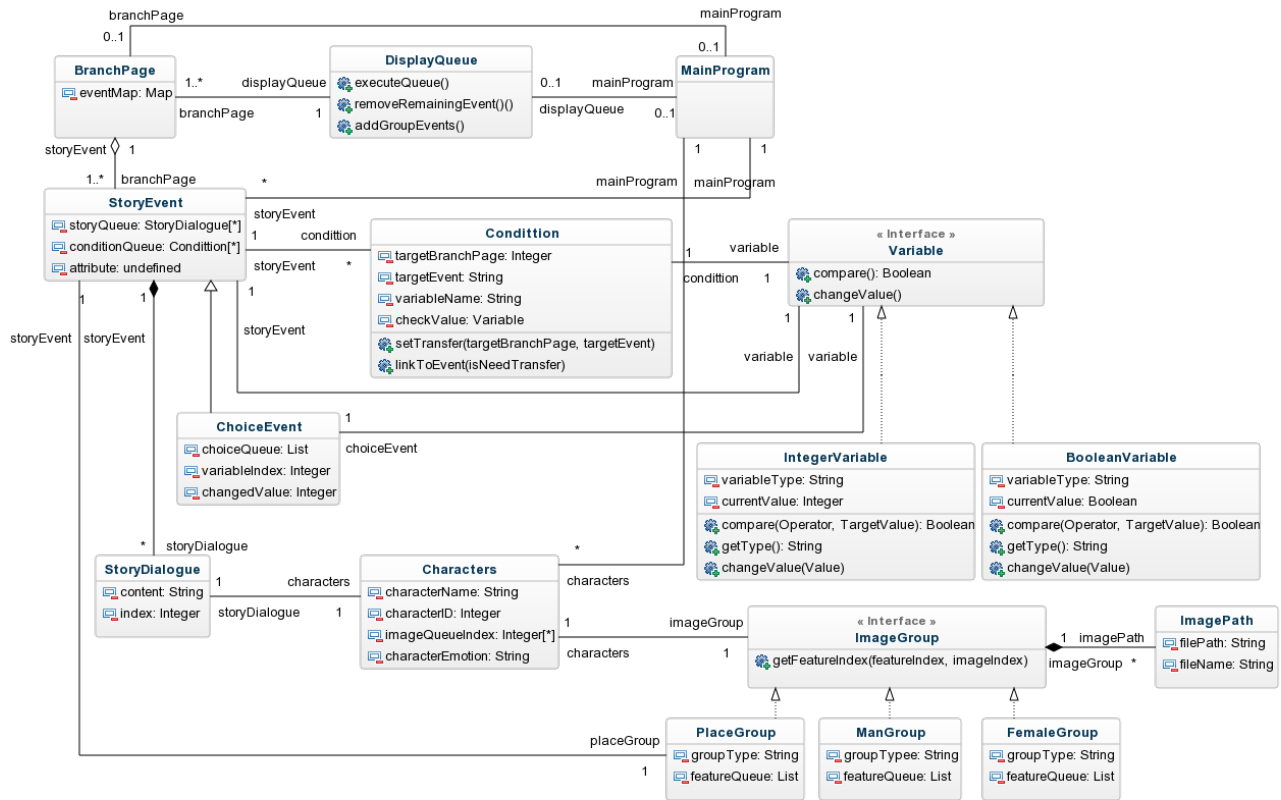 branchPage
mainProgram
0..1
0..1
BranchPage
eventMap: Map
1..*
displayQueue
branchPage
1
DisplayQueue
executeQueue()
removeRemainingEvent()()
addGroupEvents()
0..1
mainProgram
displayQueue
0..1
MainProgram
storyEvent
1
1..*
branchPage
*
mainProgram
1
mainProgram
1
StoryEvent
storyQueue: StoryDialogue[*]
conditionQueue: Condittion[*]
attribute: undefined
storyEvent
1
condittion
storyEvent
*
Condittion
targetBranchPage: Integer
targetEvent: String
variableName: String
checkValue: Variable
setTransfer(targetBranchPage, targetEvent)
linkToEvent(isNeedTransfer)
1
variable
condittion
1
« Interface »
Variable
compare(): Boolean
changeValue()
1
1
1
storyEvent
1
1
storyEvent
storyEvent
variable
variable
ChoiceEvent
choiceQueue: List
variableIndex: Integer
changedValue: Integer
1
choiceEvent
IntegerVariable
variableType: String
currentValue: Integer
compare(Operator, TargetValue): Boolean
getType(): String
changeValue(Value)
BooleanVariable
variableType: String
currentValue: Boolean
compare(Operator, TargetValue): Boolean
getType(): String
changeValue(Value)
*
storyDialogue
StoryDialogue
content: String
index: Integer
1
characters
storyDialogue
1
Characters
characterName: String
characterID: Integer
imageQueueIndex: Integer[*]
characterEmotion: String
*
characters
1
imageGroup
characters
1
« Interface »
ImageGroup
getFeatureIndex(featureIndex, imageIndex)
1
imagePath
imageGroup
*
ImagePath
filePath: String
fileName: String
placeGroup
1
PlaceGroup
groupType: String
featureQueue: List
ManGroup
groupTypee: String
featureQueue: List
FemaleGroup
groupType: String
featureQueue: List